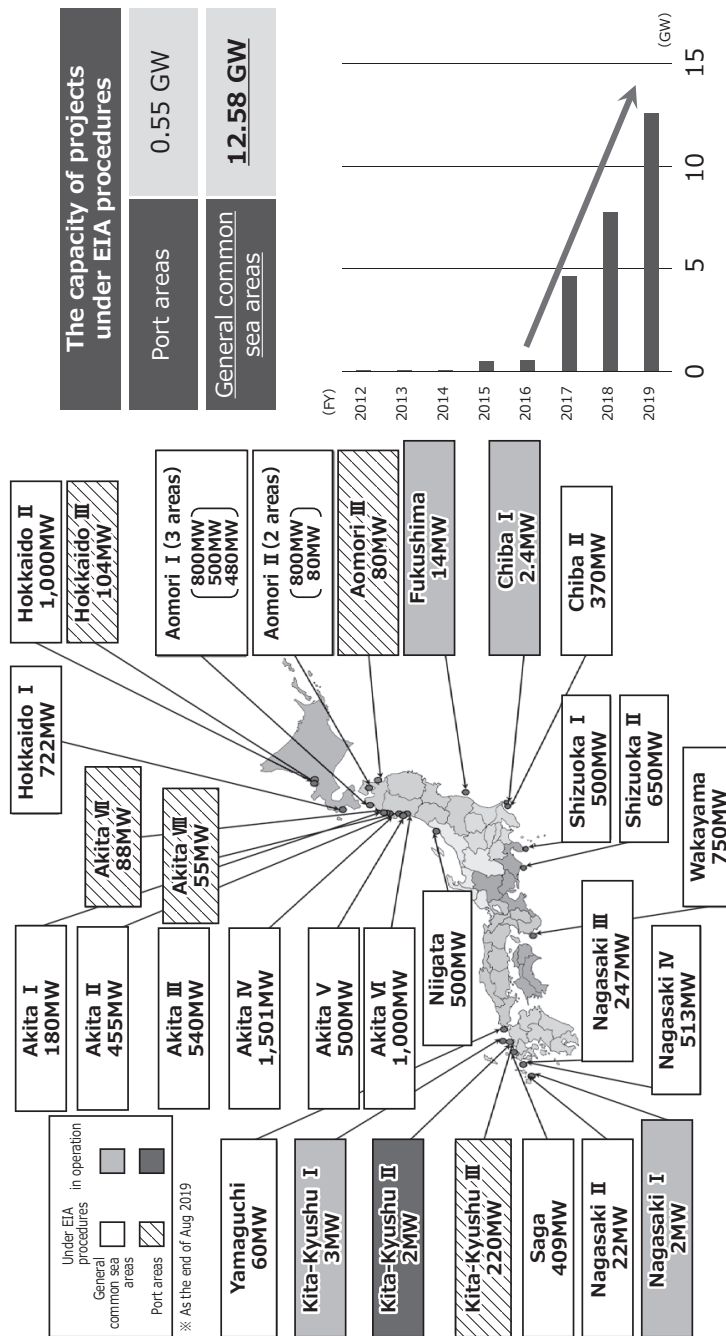 Under EIA procedures
in operation
General common sea areas
Port areas
※ As the end of Aug 2019
Akita Ⅰ
180MW
Akita Ⅱ
455MW
Akita Ⅲ
540MW
Akita Ⅳ
1,501MW
Akita Ⅴ
500MW
Akita Ⅵ
1,000MW
Akita Ⅶ
88MW
Akita Ⅷ
55MW
Niigata
500MW
Hokkaido Ⅰ
722MW
Hokkaido Ⅱ
1,000MW
Hokkaido Ⅲ
104MW
Aomori Ⅰ (3 areas)
800MW
500MW
480MW
Aomori Ⅱ (2 areas)
800MW
80MW
Aomori Ⅲ
80MW
Fukushima
14MW
Chiba Ⅰ
2.4MW
Chiba Ⅱ
370MW
Shizuoka Ⅰ
500MW
Shizuoka Ⅱ
650MW
Wakayama
750MW
Yamaguchi
60MW
Kita-Kyushu Ⅰ
3MW
Kita-Kyushu Ⅱ
2MW
Kita-Kyushu Ⅲ
220MW
Saga
409MW
Nagasaki Ⅱ
22MW
Nagasaki Ⅰ
2MW
Nagasaki Ⅲ
247MW
Nagasaki Ⅳ
513MW
The capacity of projects
under EIA procedures
Port areas
0.55 GW
General common
sea areas
12.58 GW
(FY)
2012
2013
2014
2015
2016
2017
2018
2019
0
5
10
15
(GW)